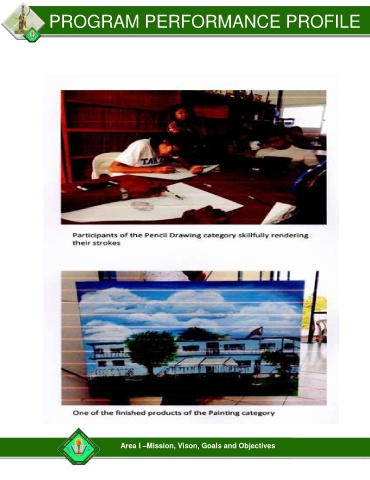 PROGRAM PERFORMANCE PROFILE
Participants of the Pencil Drawing category skillfully rendering
their strokes
One of the finished products of the Painting category
Area I –Mission, Vison, Goals and Objectives